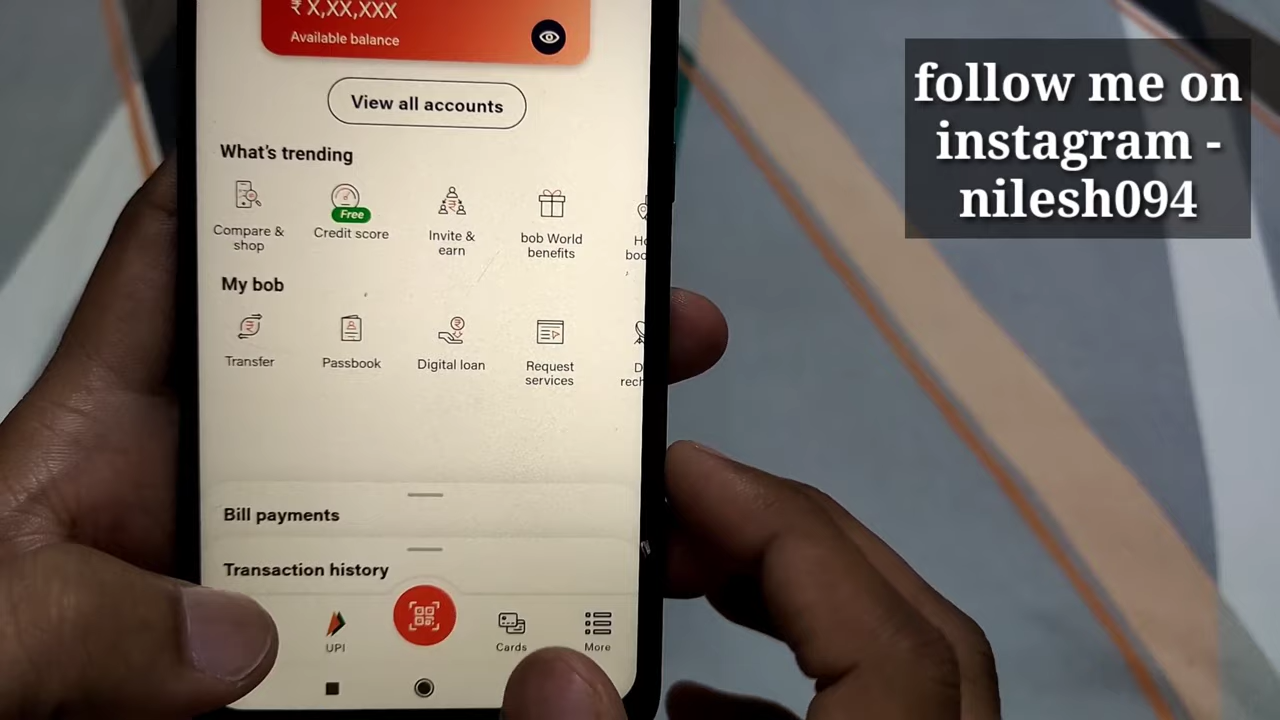 ₹ X,XX,XXX
Available balance
View all accounts
What's trending
Compare &
shop
Free
Credit score
Invite &
earn
bob World
benefits
My bob
Transfer
Passbook
Digital loan
Request
services
Bill payments
Transaction history
UPI
Cards
More
follow me on
instagram -
nilesh094